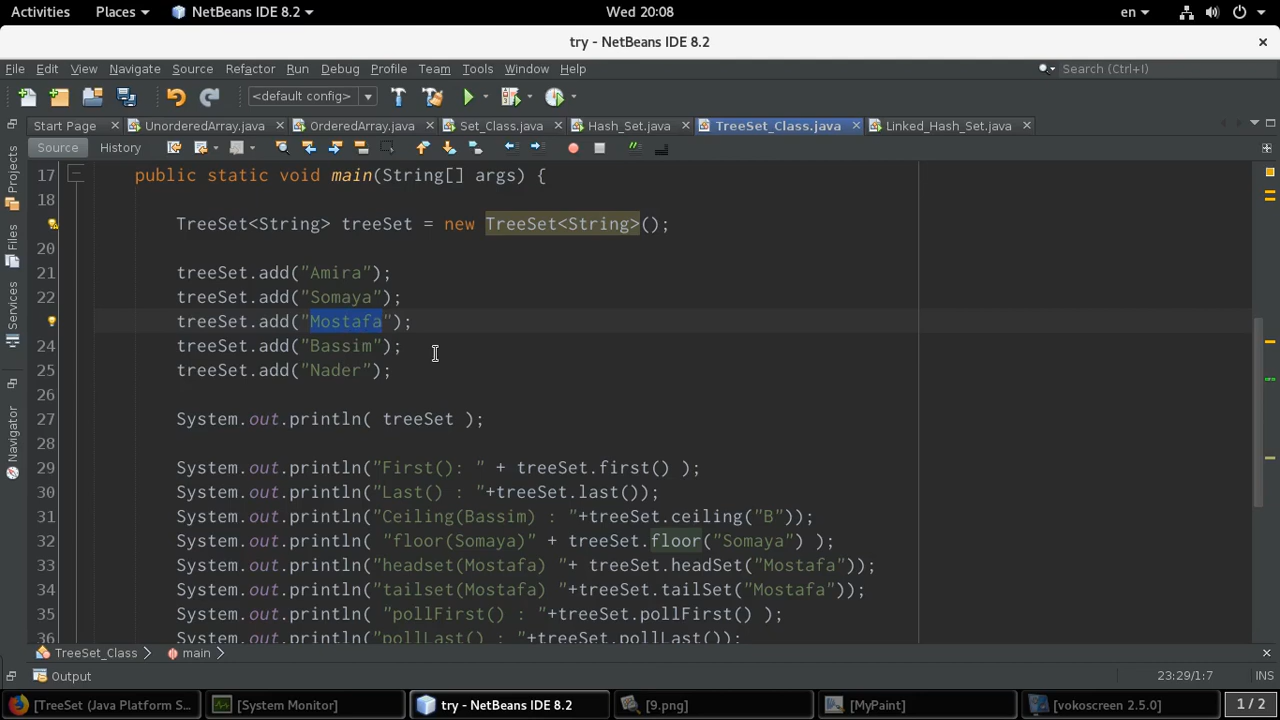 Activities Places NetBeans IDE 8.2 Wed 20:08 en
try - NetBeans IDE 8.2 ×
File Edit View Navigate Source Refactor Run Debug Profile Team Tools Window Help Search (Ctrl+I)
<default config>
Start Page UnorderedArray.java OrderedArray.java Set_Class.java Hash_Set.java TreeSet_Class.java Linked_Hash_Set.java
Source History
Projects
Files
Services
Navigator
17 public static void main(String[] args) {
18
TreeSet<String> treeSet = new TreeSet<String>();
20
21 treeSet.add("Amira");
22 treeSet.add("Somaya");
treeSet.add("Mostafa");
24 treeSet.add("Bassim");
25 treeSet.add("Nader");
26
27 System.out.println( treeSet );
28
29 System.out.println("First(): " + treeSet.first() );
30 System.out.println("Last() : "+treeSet.last());
31 System.out.println("Ceiling(Bassim) : "+treeSet.ceiling("B"));
32 System.out.println( "floor(Somaya)" + treeSet.floor("Somaya") );
33 System.out.println("headset(Mostafa) "+ treeSet.headSet("Mostafa"));
34 System.out.println("tailset(Mostafa) "+treeSet.tailSet("Mostafa"));
35 System.out.println( "pollFirst() : "+treeSet.pollFirst() );
36 System.out.println("pollLast() : "+treeSet.pollLast());
TreeSet_Class main
Output 23:29/1:7 INS
[TreeSet (Java Platform S... [System Monitor] try - NetBeans IDE 8.2 [9.png] [MyPaint] [vokoscreen 2.5.0] 1 / 2